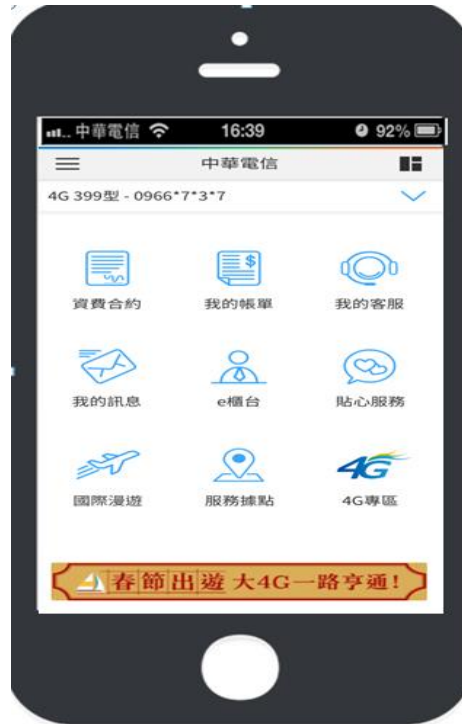 中華電信 16:39 92%
中華電信
4G 399型 - 0966*7*3*7
資費合約 我的帳單 我的客服
我的訊息 e櫃台 貼心服務
4G
國際漫遊 服務據點 4G專區
春節出遊 大4G一路亨通!